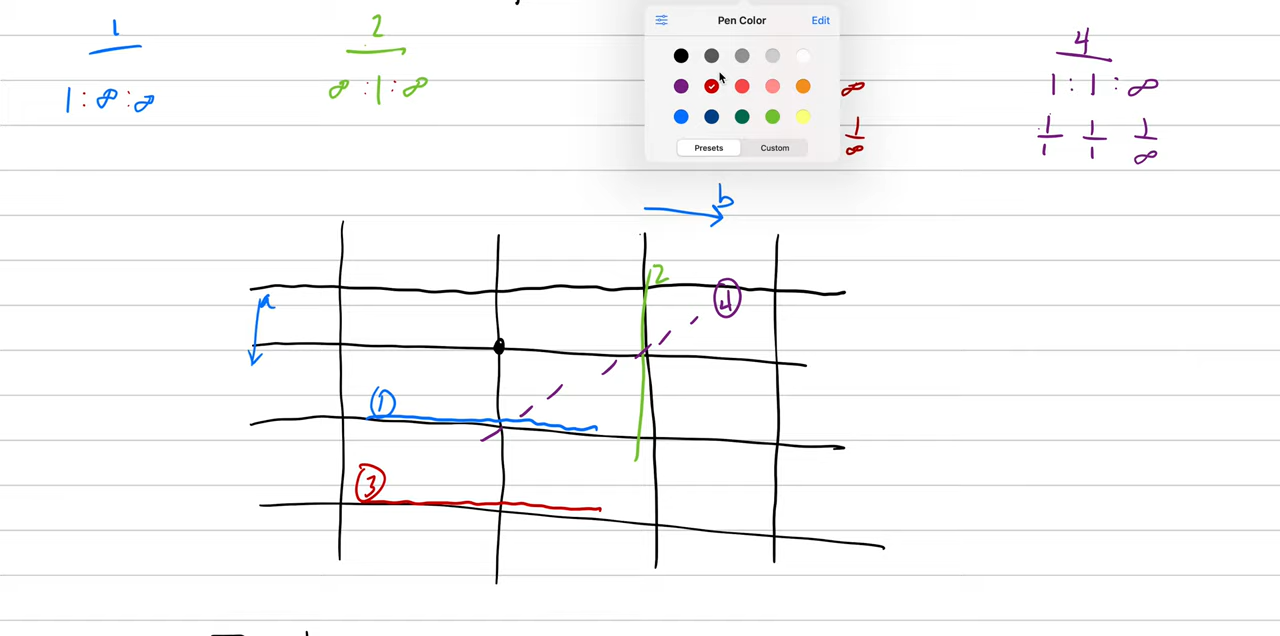 1
1 : ∞ : ∞
2
∞ : 1 : ∞
Pen Color
Edit
Presets
Custom
∞
1/∞
4
1 : 1 : ∞
1/1 1/1 1/∞
b
a
2
4
1
3